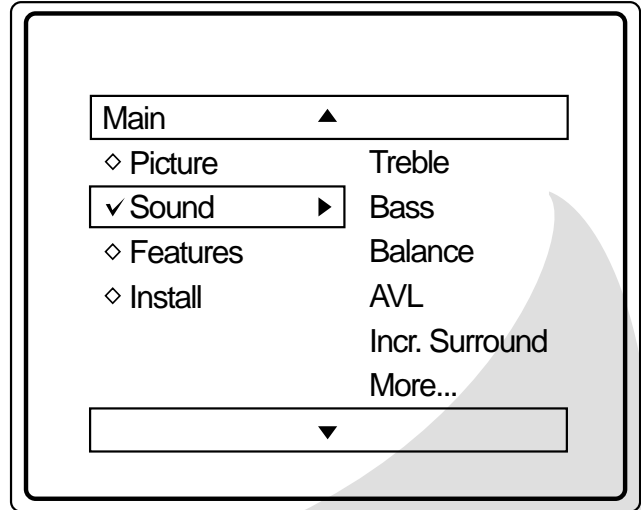 Main
Picture Treble
Sound Bass
Features Balance
Install AVL
Incr. Surround
More...